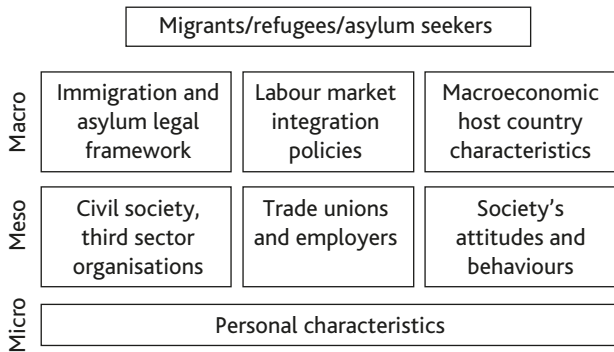 Migrants/refugees/asylum seekers
Macro
Immigration and
asylum legal
framework
Labour market
integration
policies
Macroeconomic
host country
characteristics
Meso
Civil society,
third sector
organisations
Trade unions
and employers
Society's
attitudes and
behaviours
Micro
Personal characteristics